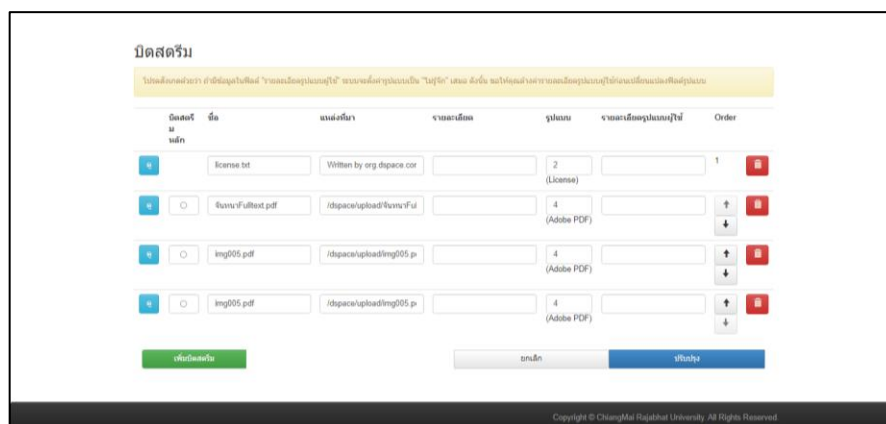 บิตสตรีม
โปรดสังเกตด้วยว่า ถ้ามีข้อมูลในฟิลด์ "รายละเอียดรูปแบบผู้ใช้" ระบบจะตั้งค่ารูปแบบเป็น "ไม่รู้จัก" เสมอ ดังนั้น ขอให้คุณล้างค่ารายละเอียดรูปแบบผู้ใช้ก่อนเปลี่ยนแปลงฟิลด์รูปแบบ
บิตสตรีมหลัก ชื่อ แหล่งที่มา รายละเอียด รูปแบบ รายละเอียดรูปแบบผู้ใช้ Order
ดู license.txt Written by org.dspace.cor 2 1
(License)
ดู จันทนาFulltext.pdf /dspace/upload/จันทนาFul 4
(Adobe PDF)
ดู img005.pdf /dspace/upload/img005.p 4
(Adobe PDF)
ดู img005.pdf /dspace/upload/img005.p 4
(Adobe PDF)
เพิ่มบิตสตรีม ยกเลิก ปรับปรุง
Copyright © ChiangMai Rajabhat University. All Rights Reserved.